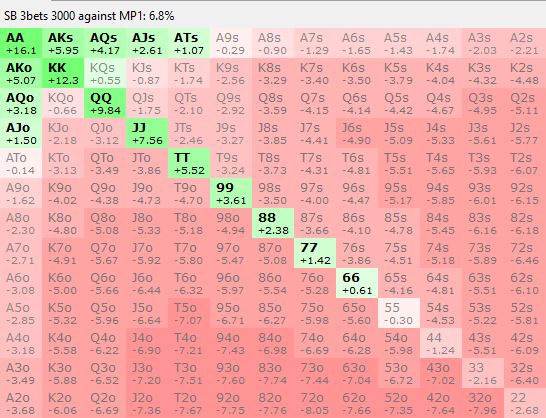 SB 3bets 3000 against MP1: 6.8%
AA AKs AQs AJs ATs A9s A8s A7s A6s A5s A4s A3s A2s
+16.1 +5.95 +4.17 +2.61 +1.07 -0.29 -0.90 -1.29 -1.65 -1.43 -1.74 -2.03 -2.21
AKo KK KQs KJs KTs K9s K8s K7s K6s K5s K4s K3s K2s
+5.07 +12.3 +0.55 -0.87 -1.74 -2.56 -3.29 -3.40 -3.50 -3.79 -4.04 -4.32 -4.48
AQo KQo QQ QJs QTs Q9s Q8s Q7s Q6s Q5s Q4s Q3s Q2s
+3.18 -0.66 +9.84 -1.75 -2.10 -2.92 -3.59 -4.15 -4.14 -4.42 -4.67 -4.95 -5.11
AJo KJo QJo JJ JTs J9s J8s J7s J6s J5s J4s J3s J2s
+1.50 -2.18 -3.12 +7.56 -2.46 -3.27 -3.85 -4.41 -4.90 -5.09 -5.33 -5.61 -5.77
ATo KTo QTo JTo TT T9s T8s T7s T6s T5s T4s T3s T2s
-0.14 -3.13 -3.49 -3.86 +5.52 -3.24 -3.73 -4.31 -4.81 -5.51 -5.65 -5.93 -6.07
A9o K9o Q9o J9o T9o 99 98s 97s 96s 95s 94s 93s 92s
-1.62 -4.02 -4.38 -4.73 -4.70 +3.61 -3.50 -4.00 -4.47 -5.17 -5.85 -6.01 -6.15
A8o K8o Q8o J8o T8o 98o 88 87s 86s 85s 84s 83s 82s
-2.30 -4.80 -5.08 -5.33 -5.18 -4.94 +2.38 -3.66 -4.10 -4.78 -5.45 -6.16 -6.18
A7o K7o Q7o J7o T7o 97o 87o 77 76s 75s 74s 73s 72s
-2.71 -4.91 -5.67 -5.92 -5.80 -5.47 -5.08 +1.42 -3.86 -4.51 -5.18 -5.89 -6.46
A6o K6o Q6o J6o T6o 96o 86o 76o 66 65s 64s 63s 62s
-3.08 -5.00 -5.66 -6.44 -6.32 -5.97 -5.54 -5.28 +0.61 -4.16 -4.81 -5.51 -6.10
A5o K5o Q5o J5o T5o 95o 85o 75o 65o 55 54s 53s 52s
-2.85 -5.32 -5.96 -6.64 -7.07 -6.71 -6.27 -5.98 -5.60 -0.30 -4.53 -5.22 -5.81
A4o K4o Q4o J4o T4o 94o 84o 74o 64o 54o 44 43s 42s
-3.18 -5.58 -6.22 -6.90 -7.21 -7.43 -6.98 -6.69 -6.28 -5.98 -1.24 -5.51 -6.09
A3o K3o Q3o J3o T3o 93o 83o 73o 63o 53o 43o 33 32s
-3.49 -5.88 -6.52 -7.20 -7.51 -7.60 -7.74 -7.44 -7.04 -6.72 -7.02 -2.16 -6.40
A2o K2o Q2o J2o T2o 92o 82o 72o 62o 52o 42o 32o 22
-3.68 -6.06 -6.69 -7.36 -7.67 -7.75 -7.76 -8.05 -7.66 -7.35 -7.64 -7.96 -2.68